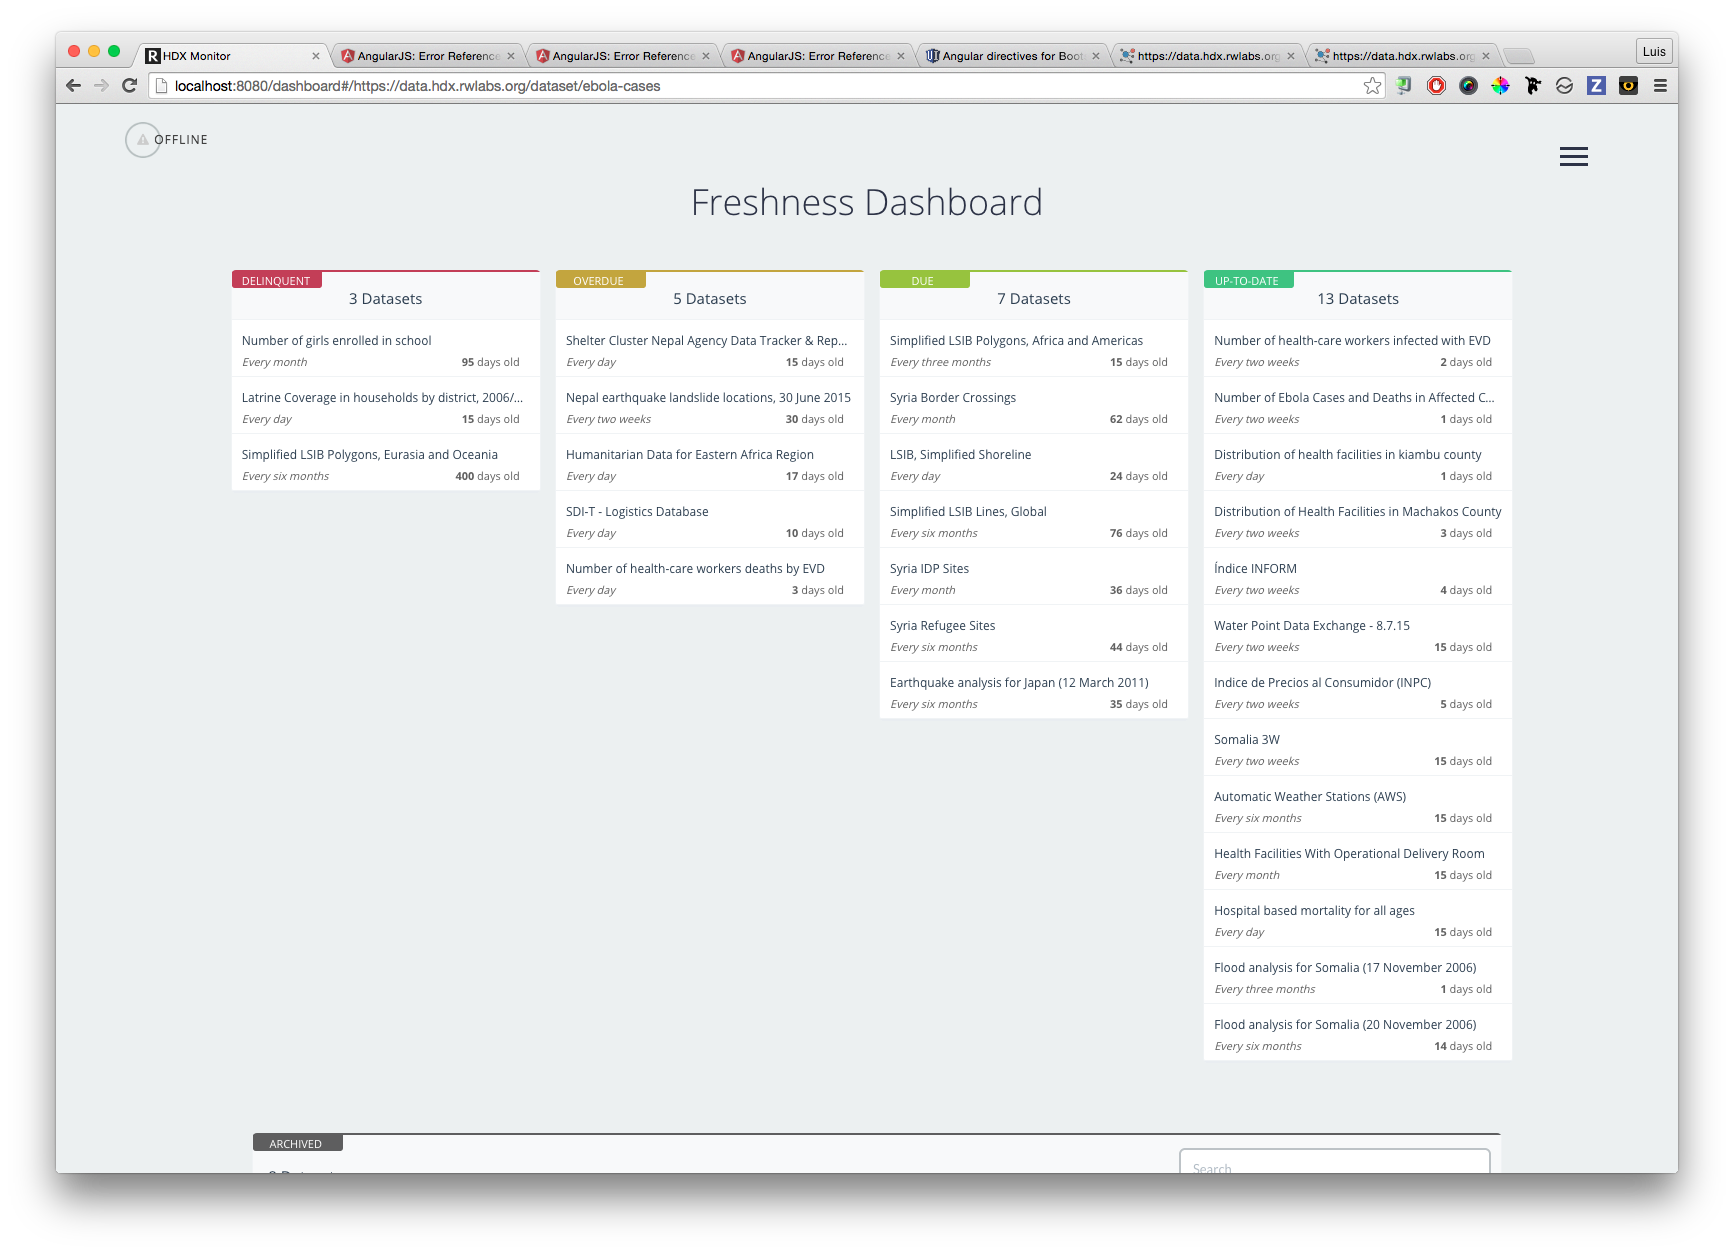 HDX Monitor
AngularJS: Error Reference
AngularJS: Error Reference
AngularJS: Error Reference
Angular directives for Boot
https://data.hdx.rwlabs.org
https://data.hdx.rwlabs.org
Luis
localhost:8080/dashboard#/https://data.hdx.rwlabs.org/dataset/ebola-cases
OFFLINE
Freshness Dashboard
DELINQUENT
3 Datasets
Number of girls enrolled in school
Every month 95 days old
Latrine Coverage in households by district, 2006/...
Every day 15 days old
Simplified LSIB Polygons, Eurasia and Oceania
Every six months 400 days old
OVERDUE
5 Datasets
Shelter Cluster Nepal Agency Data Tracker & Rep...
Every day 15 days old
Nepal earthquake landslide locations, 30 June 2015
Every two weeks 30 days old
Humanitarian Data for Eastern Africa Region
Every day 17 days old
SDI-T - Logistics Database
Every day 10 days old
Number of health-care workers deaths by EVD
Every day 3 days old
DUE
7 Datasets
Simplified LSIB Polygons, Africa and Americas
Every three months 15 days old
Syria Border Crossings
Every month 62 days old
LSIB, Simplified Shoreline
Every day 24 days old
Simplified LSIB Lines, Global
Every six months 76 days old
Syria IDP Sites
Every month 36 days old
Syria Refugee Sites
Every six months 44 days old
Earthquake analysis for Japan (12 March 2011)
Every six months 35 days old
UP-TO-DATE
13 Datasets
Number of health-care workers infected with EVD
Every two weeks 2 days old
Number of Ebola Cases and Deaths in Affected C...
Every two weeks 1 days old
Distribution of health facilities in kiambu county
Every day 1 days old
Distribution of Health Facilities in Machakos County
Every two weeks 3 days old
Índice INFORM
Every two weeks 4 days old
Water Point Data Exchange - 8.7.15
Every two weeks 15 days old
Indice de Precios al Consumidor (INPC)
Every two weeks 5 days old
Somalia 3W
Every two weeks 15 days old
Automatic Weather Stations (AWS)
Every six months 15 days old
Health Facilities With Operational Delivery Room
Every month 15 days old
Hospital based mortality for all ages
Every day 15 days old
Flood analysis for Somalia (17 November 2006)
Every three months 1 days old
Flood analysis for Somalia (20 November 2006)
Every six months 14 days old
ARCHIVED
Search